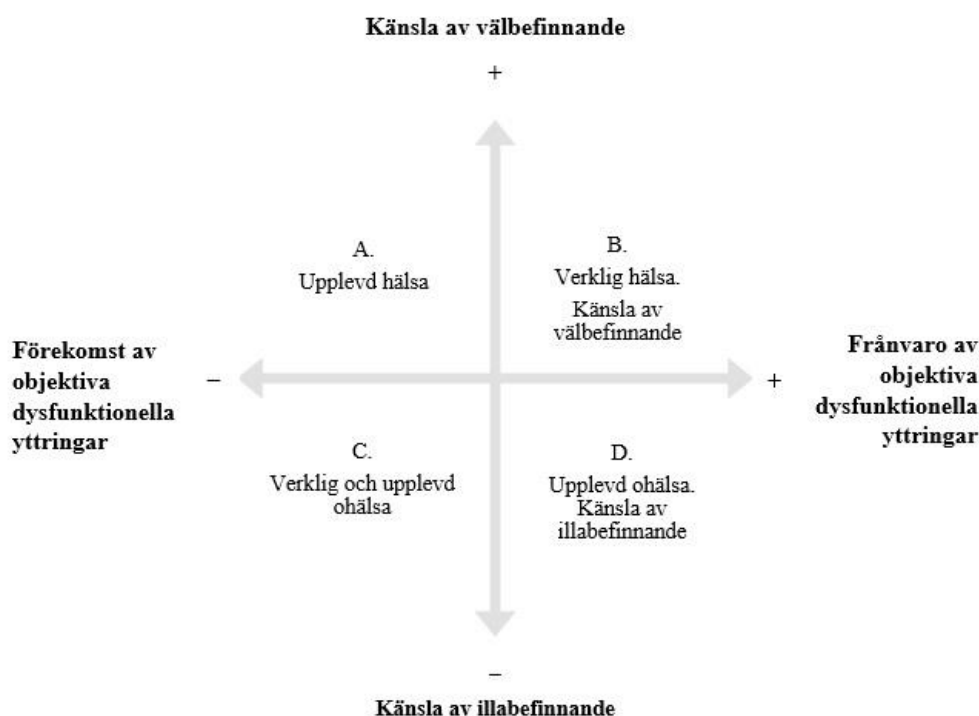 Känsla av välbefinnande
+
A.
Upplevd hälsa
B.
Verklig hälsa.
Känsla av
välbefinnande
Förekomst av
objektiva
dysfunktionella
yttringar
–
+
Frånvaro av
objektiva
dysfunktionella
yttringar
C.
Verklig och upplevd
ohälsa
D.
Upplevd ohälsa.
Känsla av
illabefinnande
–
Känsla av illabefinnande